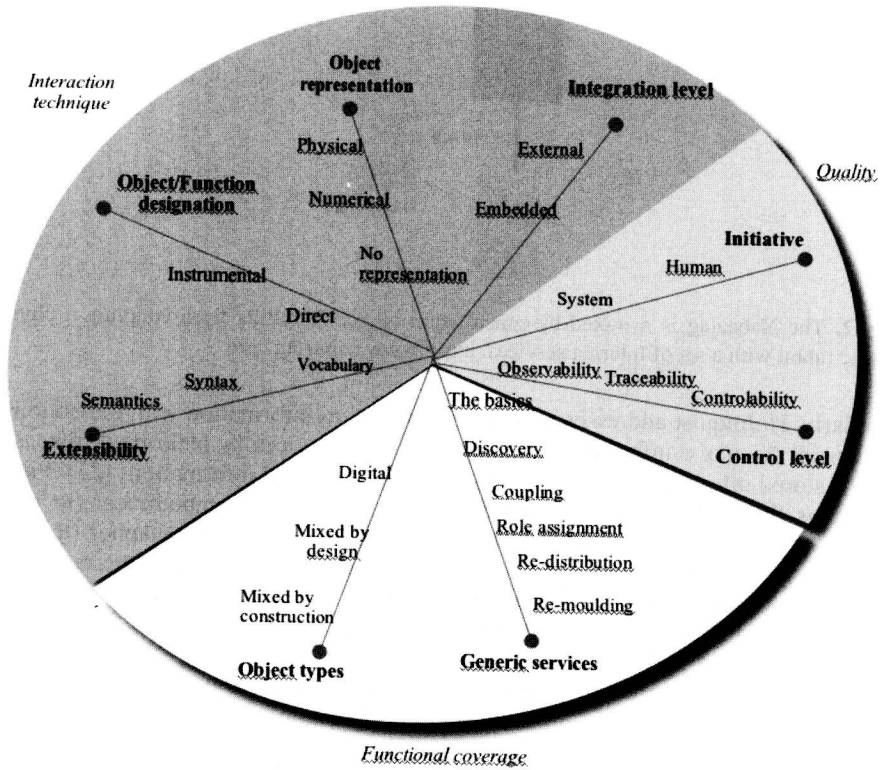 Interaction
technique
Object
representation
Physical
Numerical
No
representation
Integration level
External
Embedded
Object/Function
designation
Instrumental
Direct
Vocabulary
Syntax
Semantics
Extensibility
Quality
Initiative
Human
System
Observability
Traceability
Controlability
Control level
The basics
Discovery
Coupling
Role assignment
Re-distribution
Re-moulding
Generic services
Digital
Mixed by
design
Mixed by
construction
Object types
Functional coverage